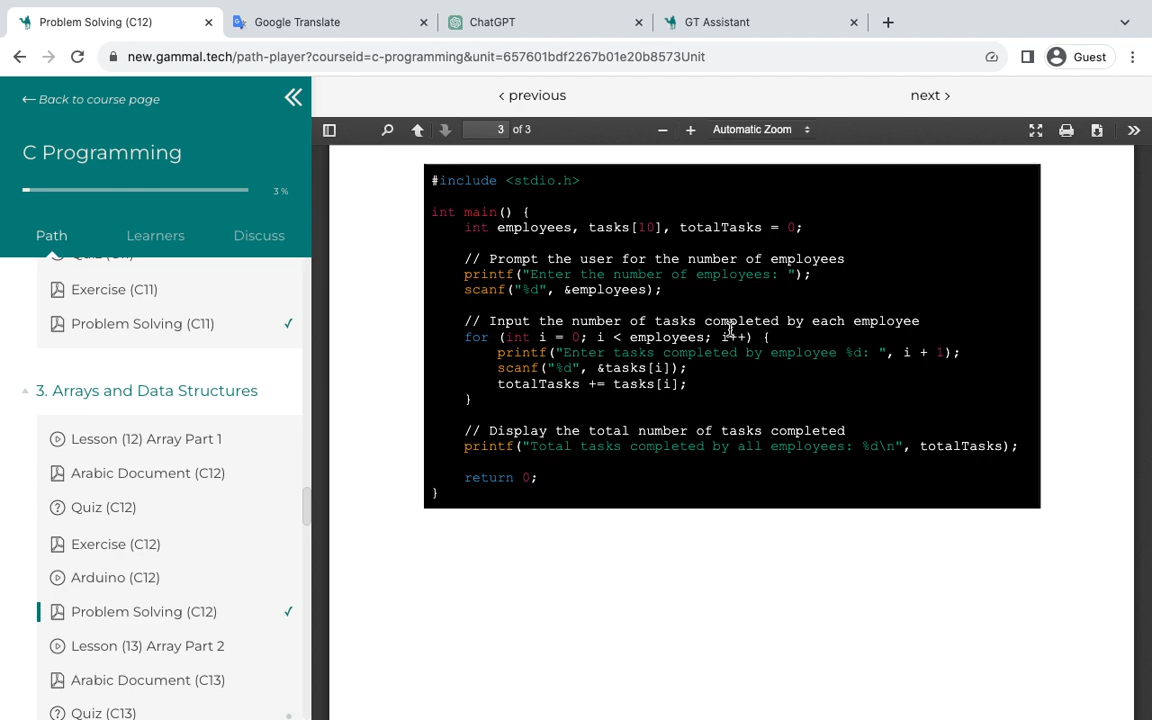 Problem Solving (C12)
Google Translate
ChatGPT
GT Assistant
new.gammal.tech/path-player?courseid=c-programming&unit=657601bdf2267b01e20b8573Unit
Guest
← Back to course page
C Programming
3 %
Path
Learners
Discuss
Exercise (C11)
Problem Solving (C11)
3. Arrays and Data Structures
Lesson (12) Array Part 1
Arabic Document (C12)
Quiz (C12)
Exercise (C12)
Arduino (C12)
Problem Solving (C12)
Lesson (13) Array Part 2
Arabic Document (C13)
Quiz (C13)
‹ previous
next ›
3 of 3
Automatic Zoom
#include <stdio.h>
int main() {
    int employees, tasks[10], totalTasks = 0;
    // Prompt the user for the number of employees
    printf("Enter the number of employees: ");
    scanf("%d", &employees);
    // Input the number of tasks completed by each employee
    for (int i = 0; i < employees; i++) {
        printf("Enter tasks completed by employee %d: ", i + 1);
        scanf("%d", &tasks[i]);
        totalTasks += tasks[i];
    }
    // Display the total number of tasks completed
    printf("Total tasks completed by all employees: %d\n", totalTasks);
    return 0;
}